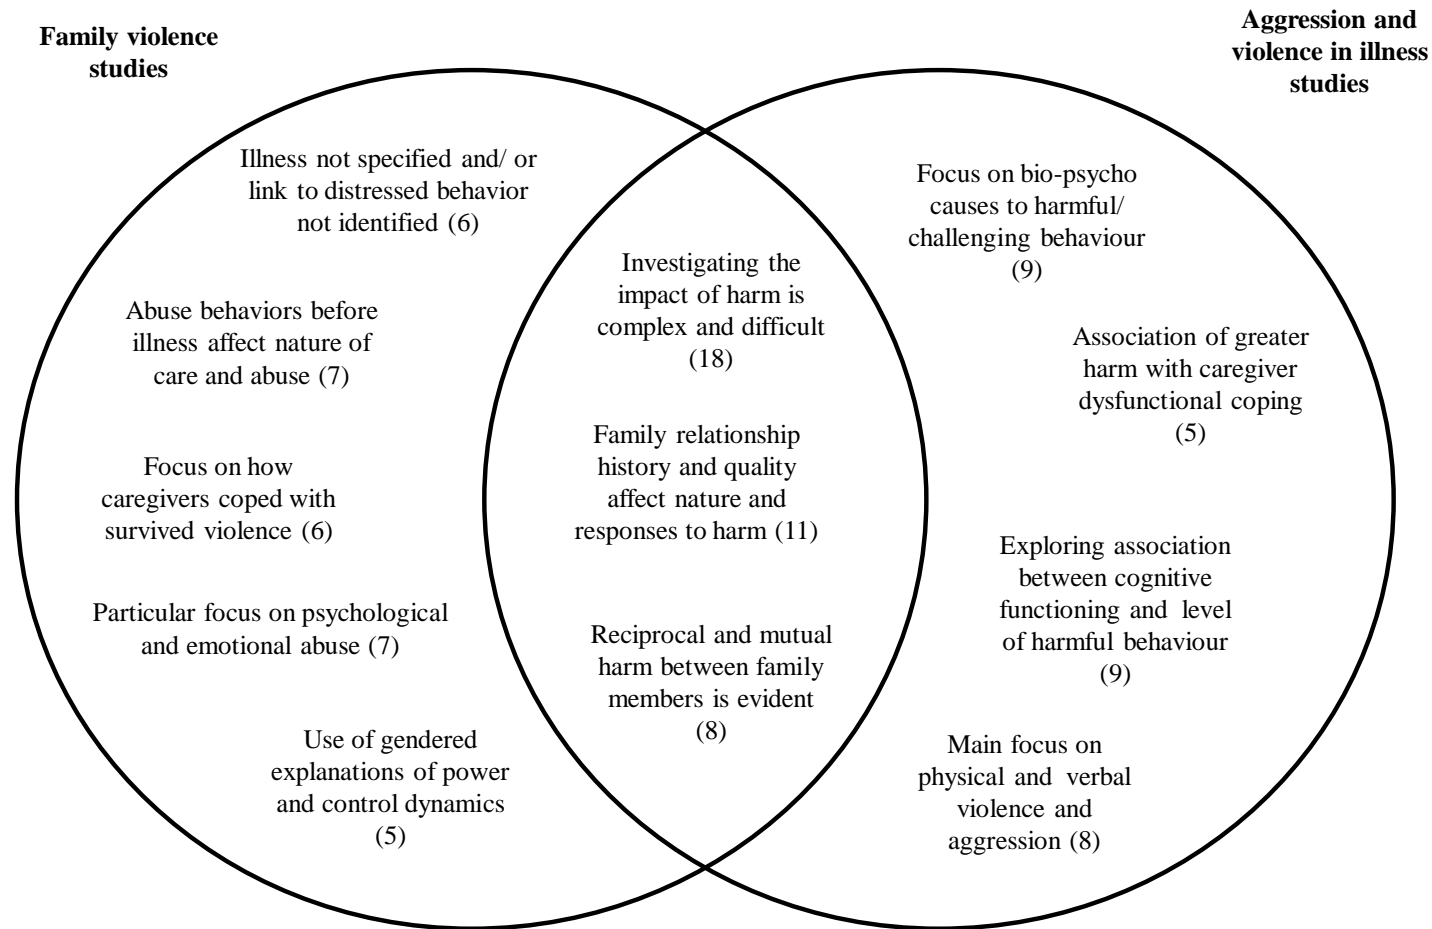 Family violence
studies
Aggression and
violence in illness
studies
Illness not specified and/ or
link to distressed behavior
not identified (6)
Abuse behaviors before
illness affect nature of
care and abuse (7)
Focus on how
caregivers coped with
survived violence (6)
Particular focus on psychological
and emotional abuse (7)
Use of gendered
explanations of power
and control dynamics
(5)
Investigating the
impact of harm is
complex and difficult
(18)
Family relationship
history and quality
affect nature and
responses to harm (11)
Reciprocal and mutual
harm between family
members is evident
(8)
Focus on bio-psycho
causes to harmful/
challenging behaviour
(9)
Association of greater
harm with caregiver
dysfunctional coping
(5)
Exploring association
between cognitive
functioning and level
of harmful behaviour
(9)
Main focus on
physical and verbal
violence and
aggression (8)